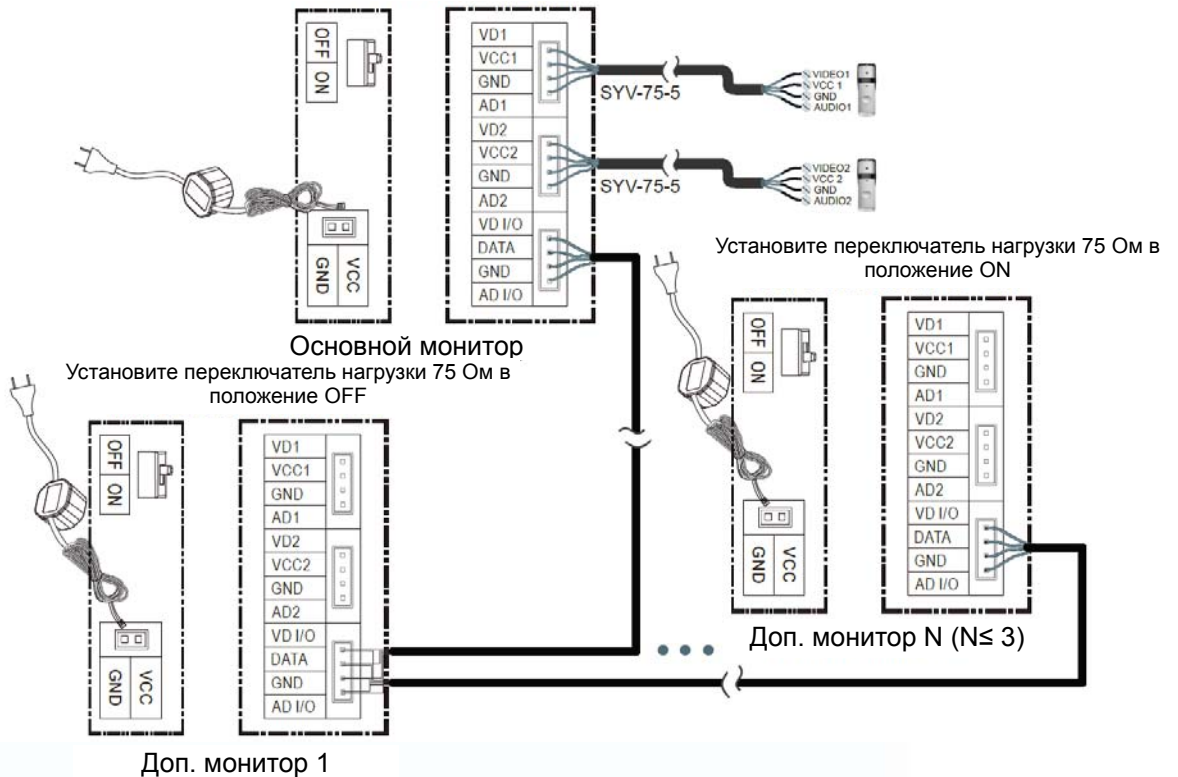 OFF ON
VD1
VCC1
GND
AD1
VD2
VCC2
GND
AD2
VD I/O
DATA
GND
AD I/O
SYV-75-5
VIDEO1
VCC 1
GND
AUDIO1
SYV-75-5
VIDEO2
VCC 2
GND
AUDIO2
GND VCC
Основной монитор
Установите переключатель нагрузки 75 Ом в
положение ON
OFF ON
VD1
VCC1
GND
AD1
VD2
VCC2
GND
AD2
VD I/O
DATA
GND
AD I/O
GND VCC
Доп. монитор N (N≤ 3)
Установите переключатель нагрузки 75 Ом в
положение OFF
OFF ON
VD1
VCC1
GND
AD1
VD2
VCC2
GND
AD2
VD I/O
DATA
GND
AD I/O
GND VCC
Доп. монитор 1